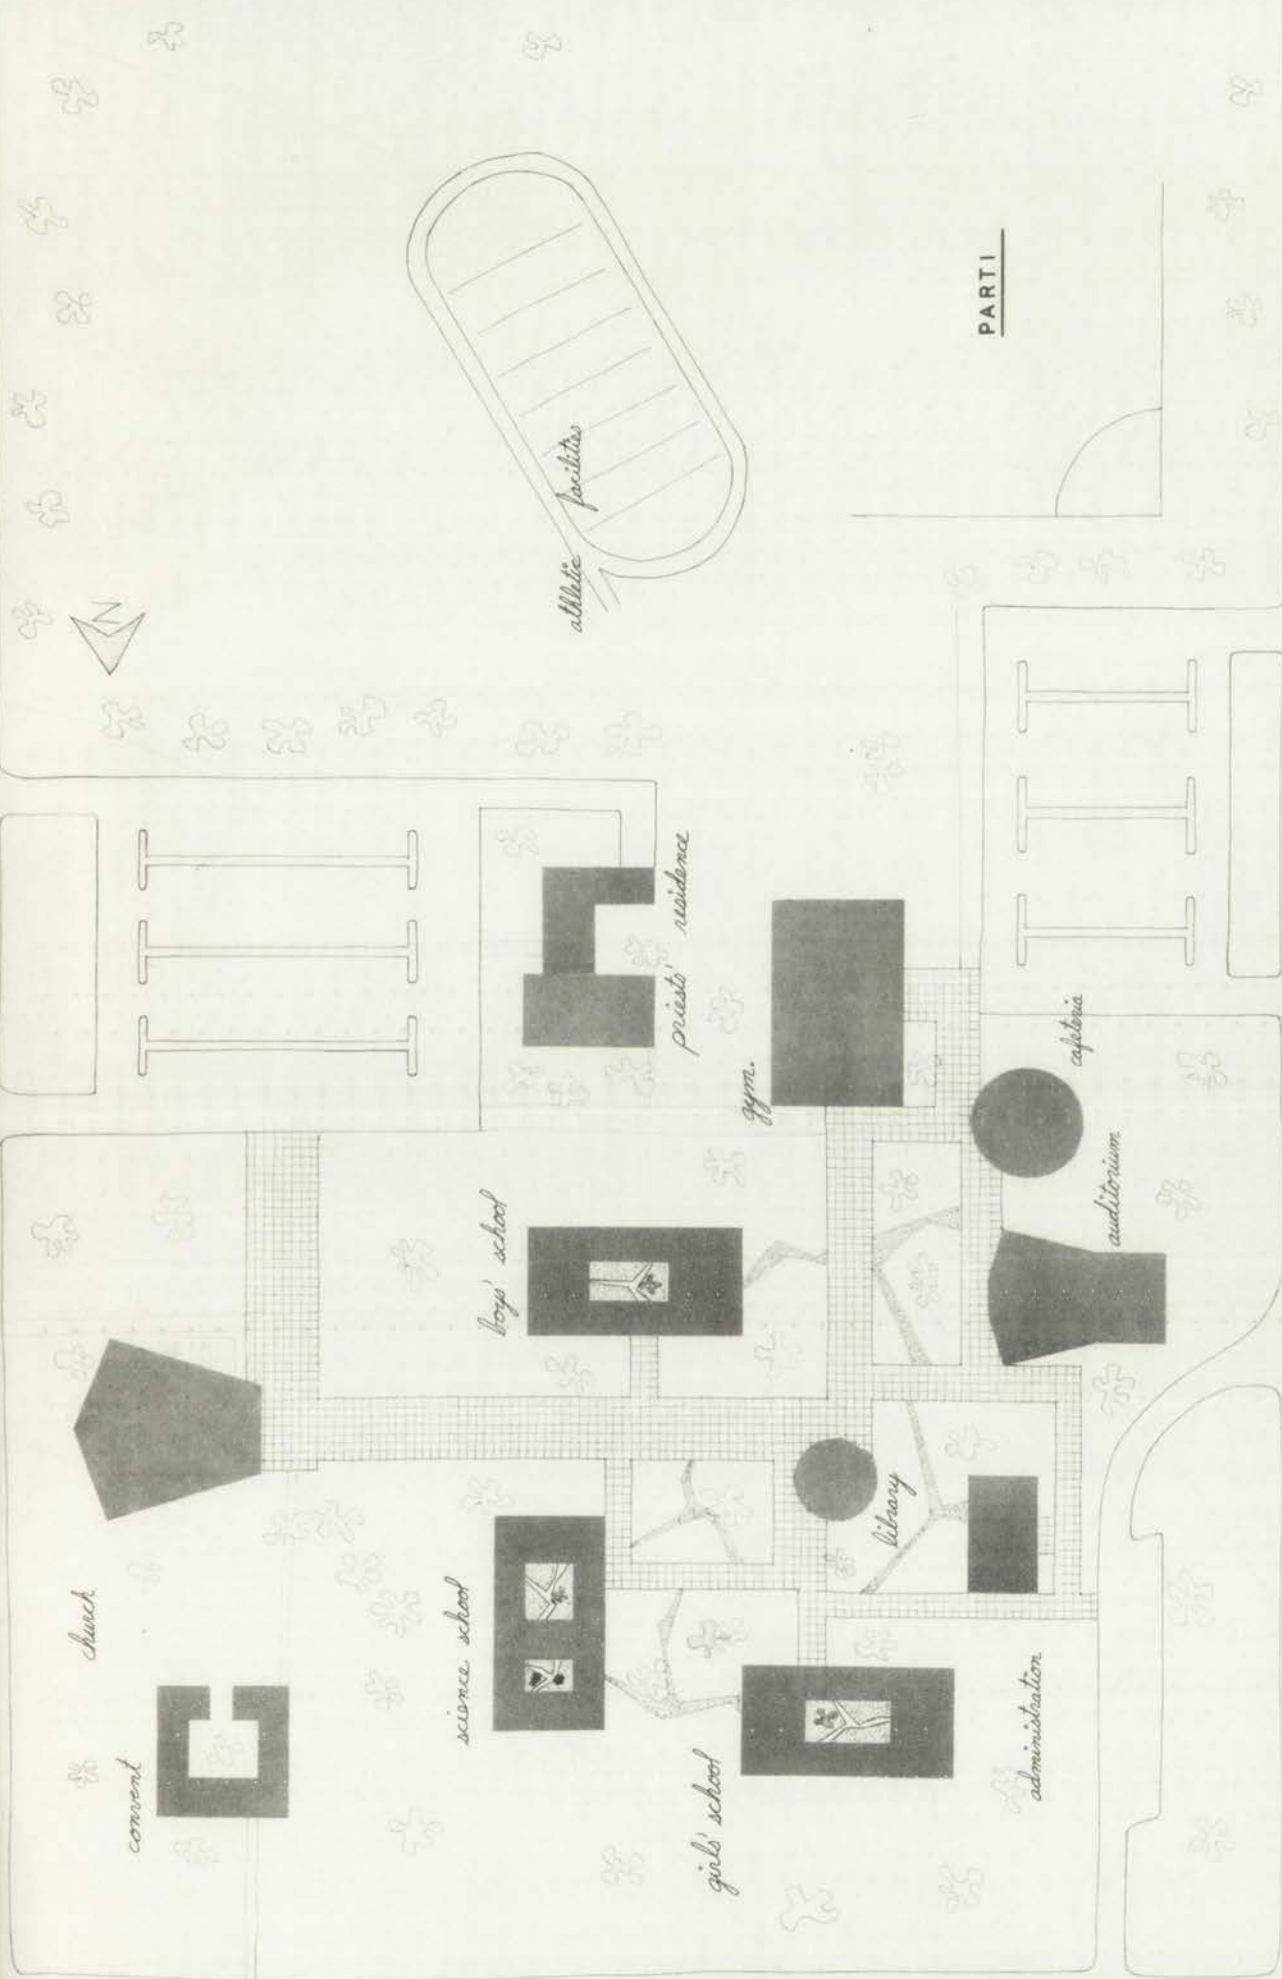 convent
church
science school
girls' school
administration
library
boys' school
auditorium
cafeteria
gym.
priests' residence
athletic facilities
N
PARTI